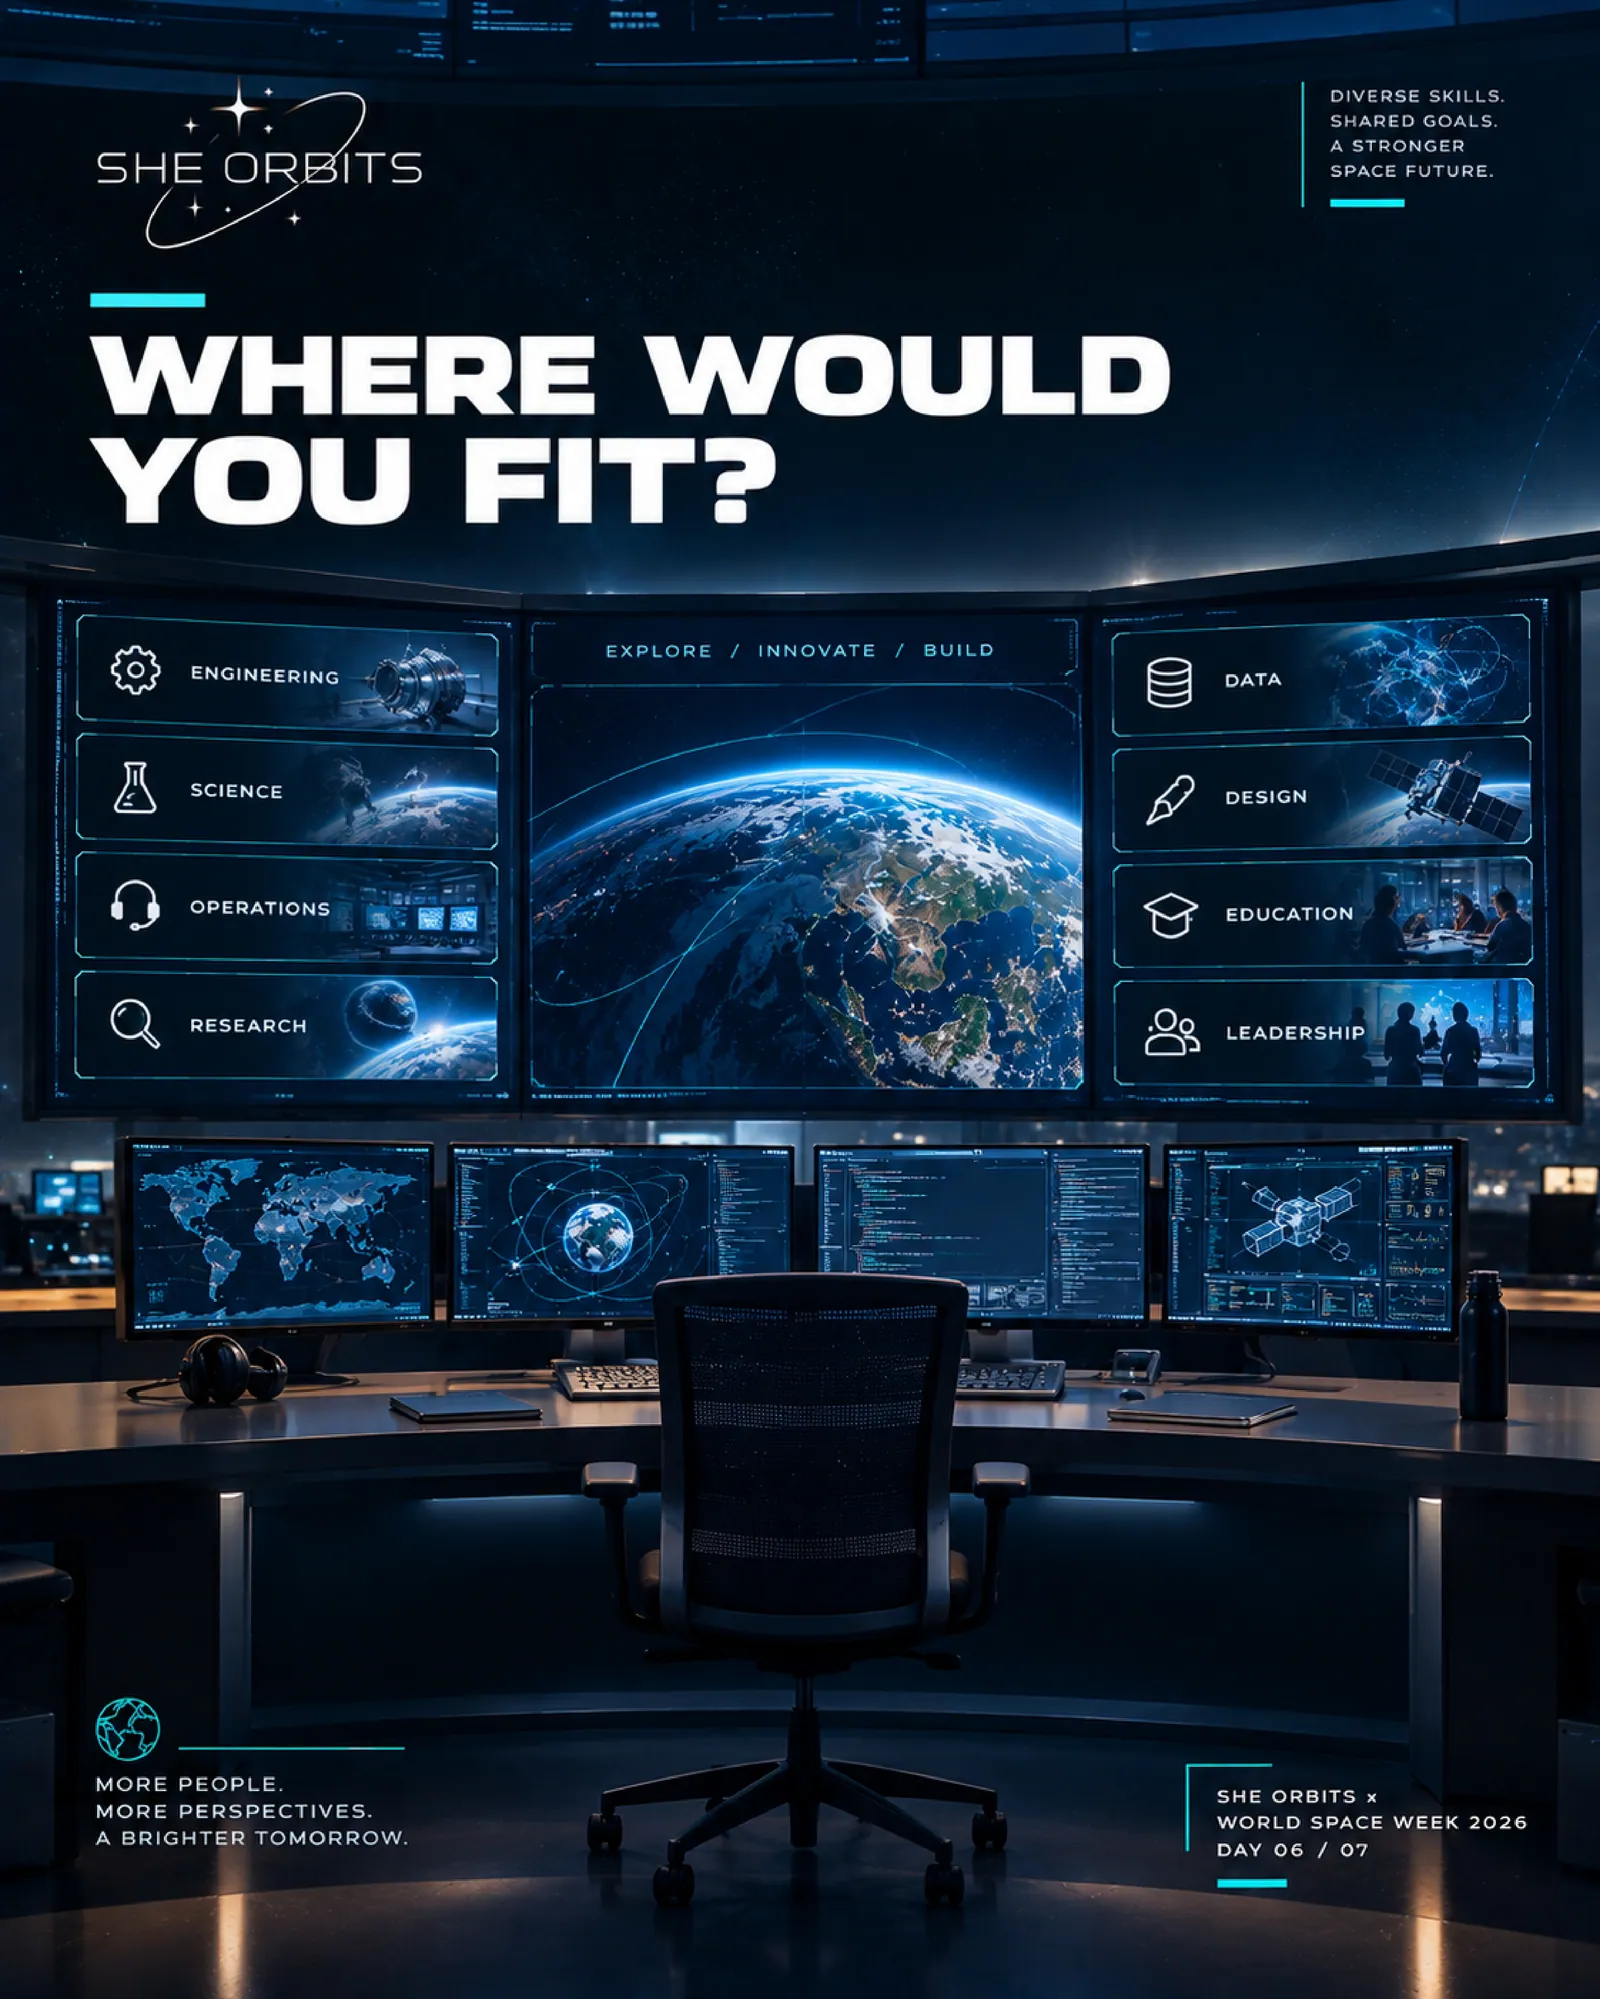 SHE ORBITS
DIVERSE SKILLS.
SHARED GOALS.
A STRONGER
SPACE FUTURE.
WHERE WOULD
YOU FIT?
EXPLORE / INNOVATE / BUILD
ENGINEERING
SCIENCE
OPERATIONS
RESEARCH
DATA
DESIGN
EDUCATION
LEADERSHIP
MORE PEOPLE.
MORE PERSPECTIVES.
A BRIGHTER TOMORROW.
SHE ORBITS x
WORLD SPACE WEEK 2026
DAY 06 / 07